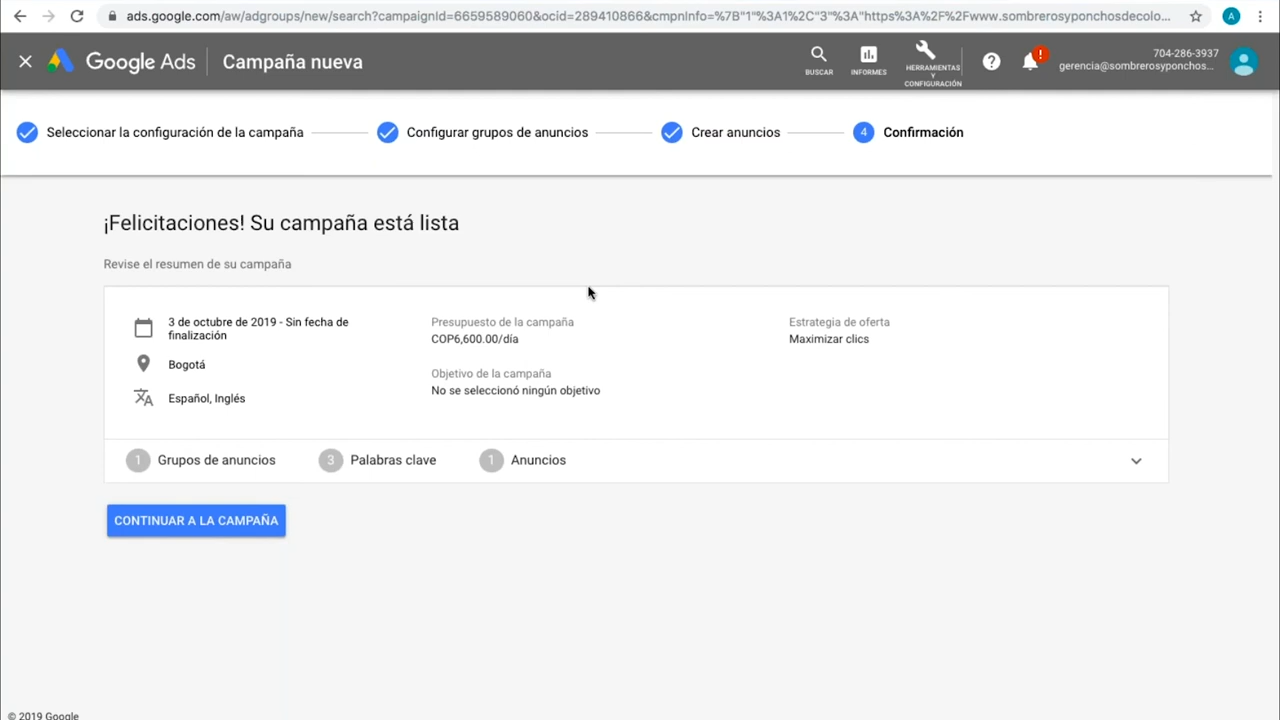 ads.google.com/aw/adgroups/new/search?campaignId=6659589060&ocid=289410866&cmpnInfo=%7B"1"%3A1%2C"3"%3A"https%3A%2F%2Fwww.sombrerosyponchosdecolo...
A
Google Ads
Campaña nueva
BUSCAR
INFORMES
HERRAMIENTAS
Y
CONFIGURACIÓN
!
704-286-3937
gerencia@sombrerosyponchos...
Seleccionar la configuración de la campaña
Configurar grupos de anuncios
Crear anuncios
4 Confirmación
¡Felicitaciones! Su campaña está lista
Revise el resumen de su campaña
3 de octubre de 2019 - Sin fecha de
finalización
Bogotá
Español, Inglés
Presupuesto de la campaña
COP6,600.00/día
Objetivo de la campaña
No se seleccionó ningún objetivo
Estrategia de oferta
Maximizar clics
1 Grupos de anuncios
3 Palabras clave
1 Anuncios
CONTINUAR A LA CAMPAÑA
© 2019 Google